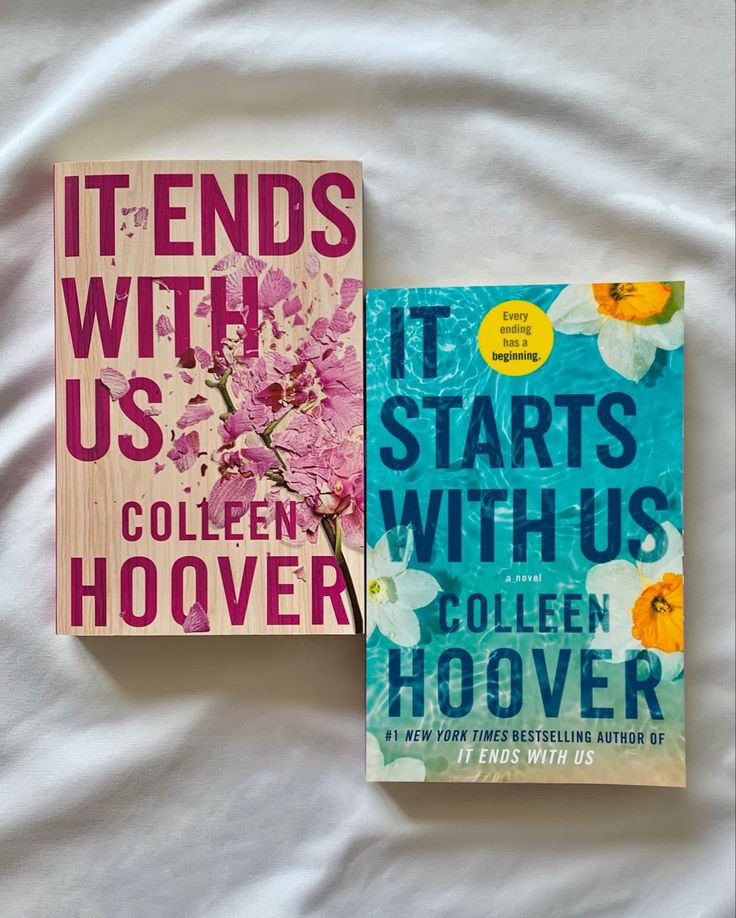 IT ENDS
WITH
US
COLLEEN
HOOVER
IT
Every
ending
has a
beginning.
STARTS
WITH US
a novel
COLLEEN
HOOVER
#1 NEW YORK TIMES BESTSELLING AUTHOR OF
IT ENDS WITH US